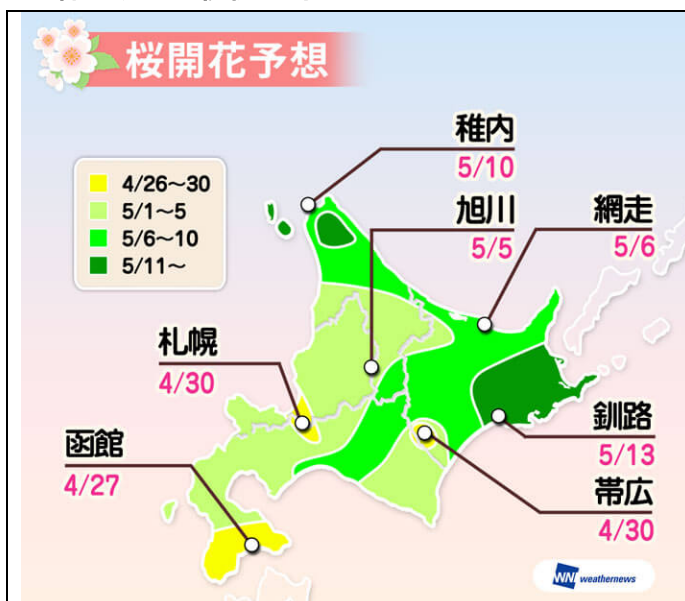 桜開花予想
4/26〜30
5/1〜5
5/6〜10
5/11〜
稚内
5/10
旭川
5/5
網走
5/6
札幌
4/30
函館
4/27
釧路
5/13
帯広
4/30
WN weathernews